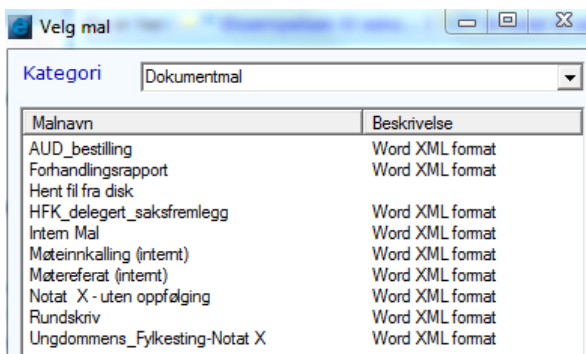 Velg mal
Kategori Dokumentmal
Malnavn Beskrivelse
AUD_bestilling Word XML format
Forhandlingsrapport Word XML format
Hent fil fra disk
HFK_delegert_saksfremlegg Word XML format
Intern Mal Word XML format
Møteinnkalling (internt) Word XML format
Møtereferat (internt) Word XML format
Notat X - uten oppfølging Word XML format
Rundskriv Word XML format
Ungdommens_Fylkesting-Notat X Word XML format